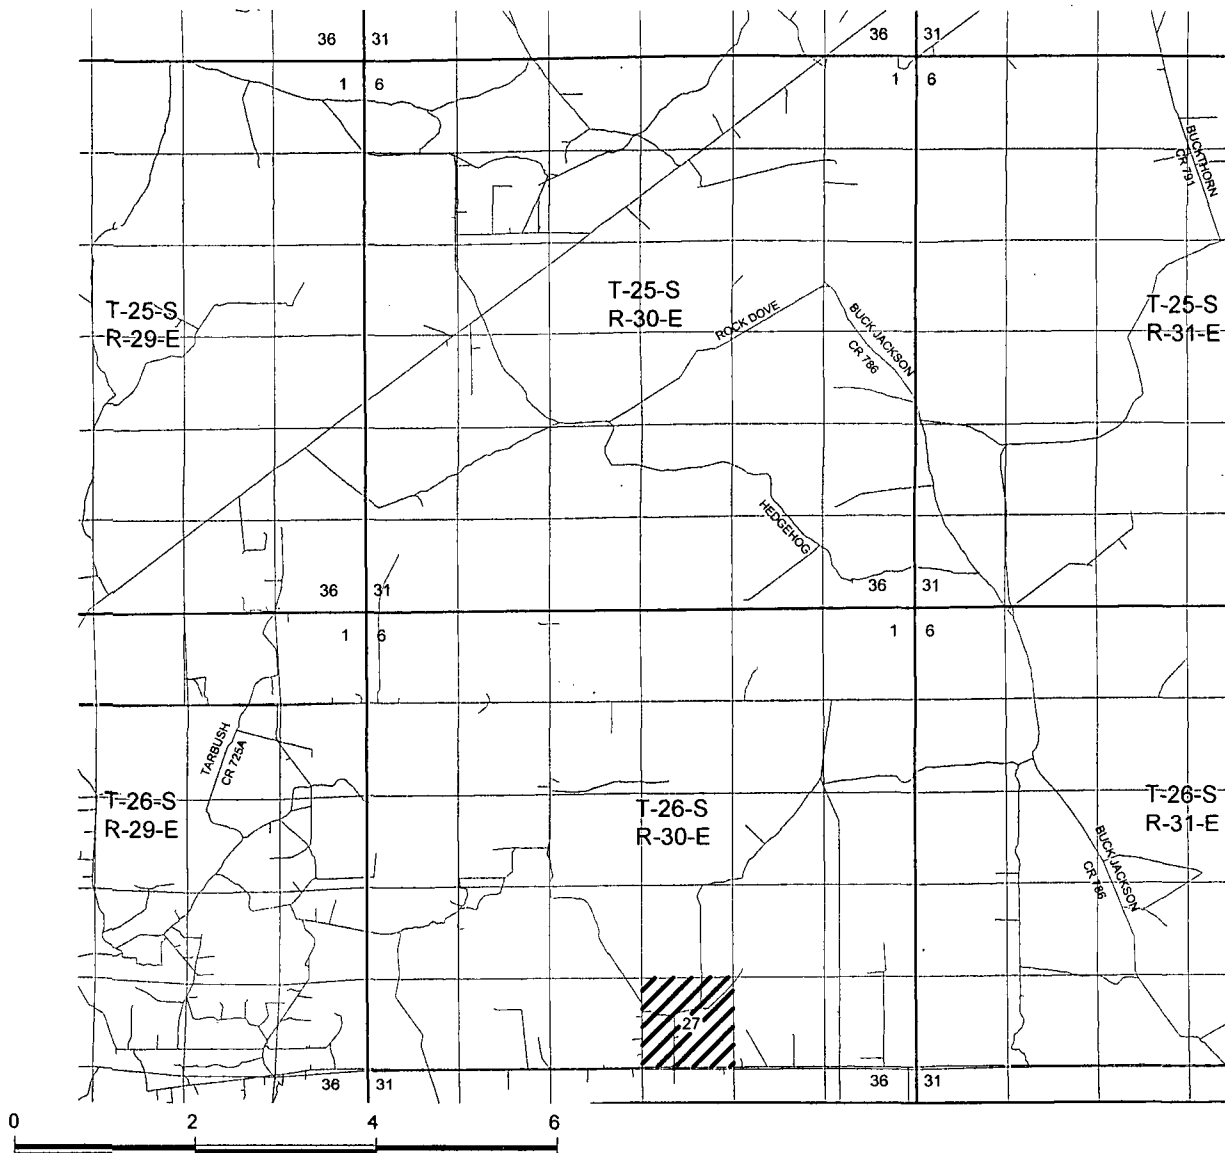 36 31
36 31
1 6
1 6
BUCKTHORN
CR 791
T-25-S
R-29-E
T-25-S
R-30-E
T-25-S
R-31-E
ROCK DOVE
BUCK JACKSON
CR 786
HEDGEHOG
36 31
36 31
1 6
1 6
TARBUSH
CR 725A
T-26-S
R-29-E
T-26-S
R-30-E
T-26-S
R-31-E
BUCK JACKSON
CR 786
27
36 31
36 31
0 2 4 6